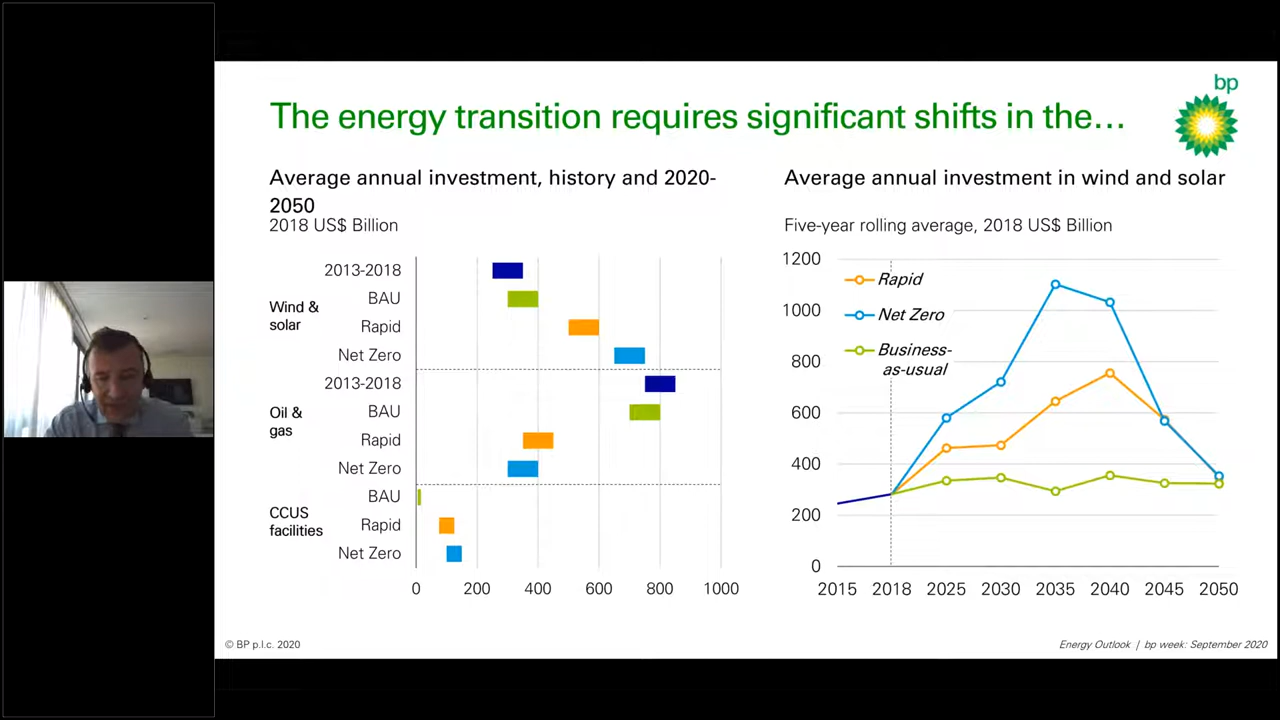 bp
The energy transition requires significant shifts in the...
Average annual investment, history and 2020-
2050
2018 US$ Billion
2013-2018
BAU
Rapid
Net Zero
Wind &
solar
2013-2018
BAU
Rapid
Net Zero
Oil &
gas
BAU
Rapid
Net Zero
CCUS
facilities
0 200 400 600 800 1000
Average annual investment in wind and solar
Five-year rolling average, 2018 US$ Billion
1200
1000
800
600
400
200
0
Rapid
Net Zero
Business-
as-usual
2015 2018 2025 2030 2035 2040 2045 2050
© BP p.l.c. 2020
Energy Outlook | bp week: September 2020